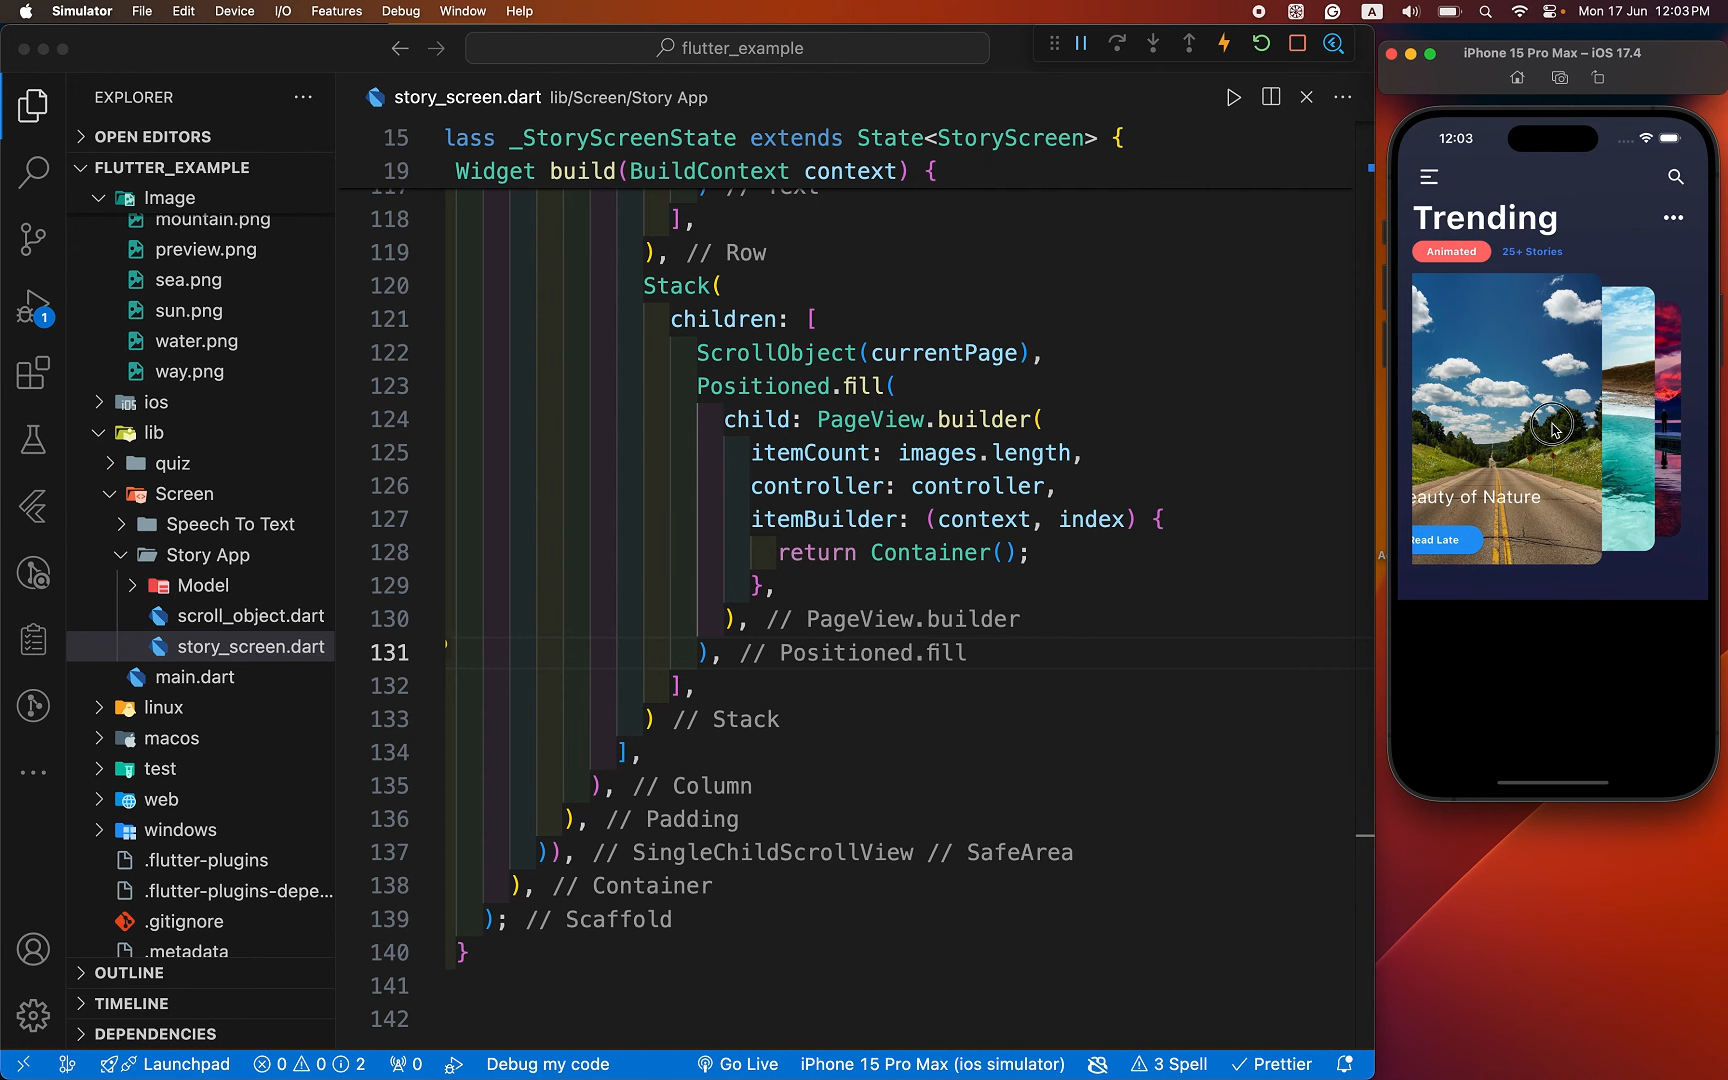 Simulator File Edit Device I/O Features Debug Window Help
A
Mon 17 Jun 12:03 PM
flutter_example
iPhone 15 Pro Max – iOS 17.4
EXPLORER
OPEN EDITORS
FLUTTER_EXAMPLE
Image
mountain.png
preview.png
sea.png
sun.png
water.png
way.png
iOS ios
lib
quiz
Screen
Speech To Text
Story App
Model
scroll_object.dart
story_screen.dart
main.dart
linux
macos
test
web
windows
.flutter-plugins
.flutter-plugins-depe...
.gitignore
.metadata
OUTLINE
TIMELINE
DEPENDENCIES
1
story_screen.dart lib/Screen/Story App
15 lass _StoryScreenState extends State<StoryScreen> {
19 Widget build(BuildContext context) {
117 ) // Text
118 ],
119 ), // Row
120 Stack(
121 children: [
122 ScrollObject(currentPage),
123 Positioned.fill(
124 child: PageView.builder(
125 itemCount: images.length,
126 controller: controller,
127 itemBuilder: (context, index) {
128 return Container();
129 },
130 ), // PageView.builder
131 ), // Positioned.fill
132 ],
133 ) // Stack
134 ],
135 ), // Column
136 ), // Padding
137 )), // SingleChildScrollView // SafeArea
138 ), // Container
139 ); // Scaffold
140 }
141
142
12:03
Trending
Animated 25+ Stories
eauty of Nature
Read Late
Launchpad 0 0 2 0 Debug my code Go Live iPhone 15 Pro Max (ios simulator) 3 Spell Prettier